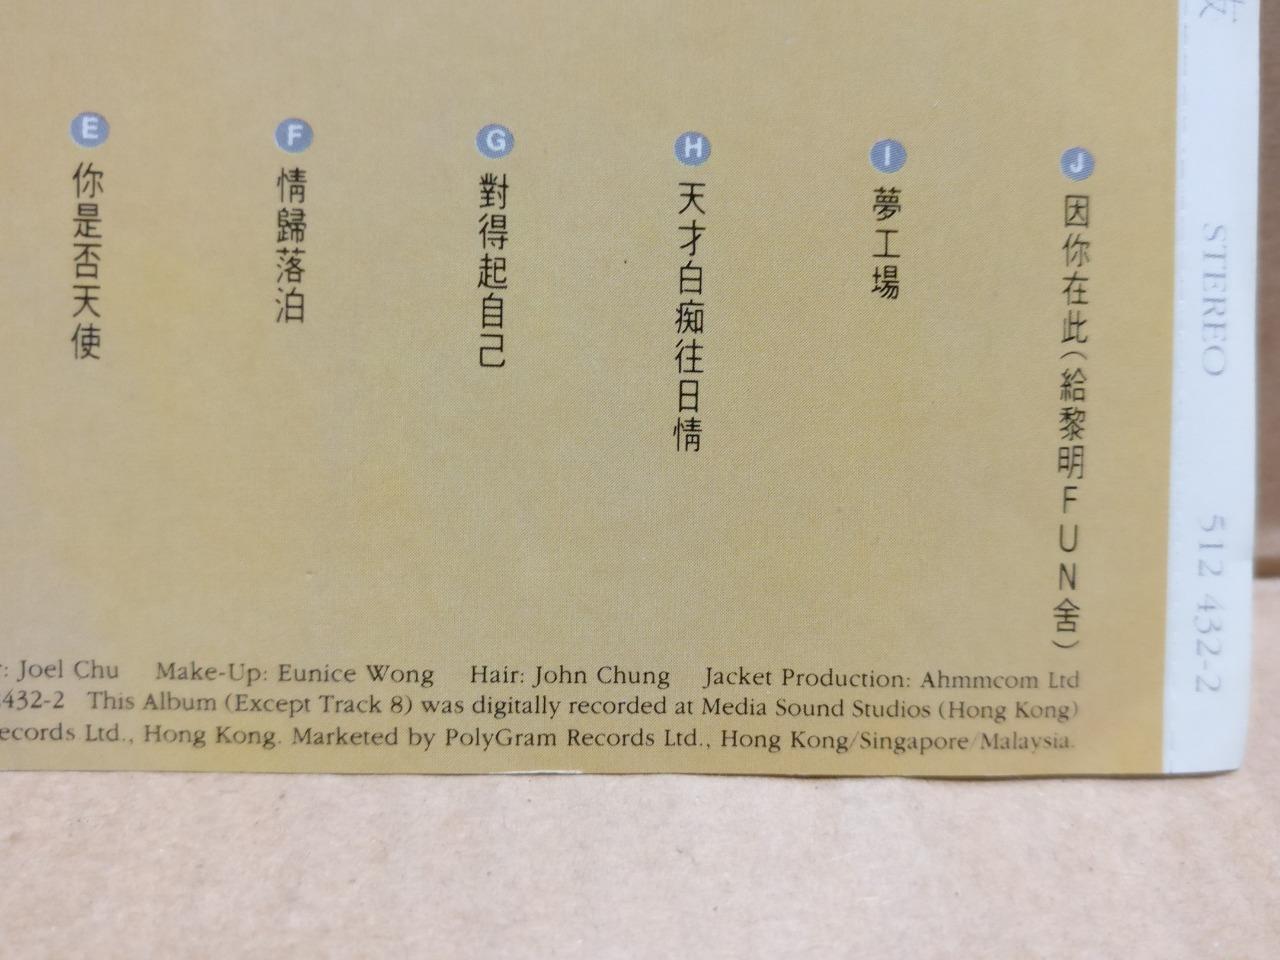 E 你是否天使
F 情歸落泊
G 對得起自己
H 天才白痴往日情
I 夢工場
J 因你在此(給黎明FUN舍)
: Joel Chu Make-Up: Eunice Wong Hair: John Chung Jacket Production: Ahmmcom Ltd
432-2 This Album (Except Track 8) was digitally recorded at Media Sound Studios (Hong Kong)
ecords Ltd., Hong Kong. Marketed by PolyGram Records Ltd., Hong Kong/Singapore/Malaysia.
STEREO 512 432-2